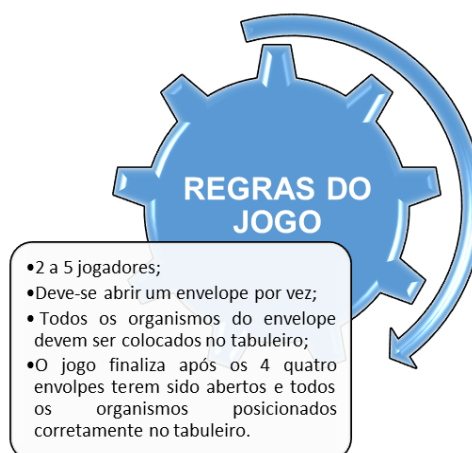 REGRAS DO
JOGO
•2 a 5 jogadores;
•Deve-se abrir um envelope por vez;
• Todos os organismos do envelope
devem ser colocados no tabuleiro;
•O jogo finaliza após os 4 quatro
envolpes terem sido abertos e todos
os organismos posicionados
corretamente no tabuleiro.